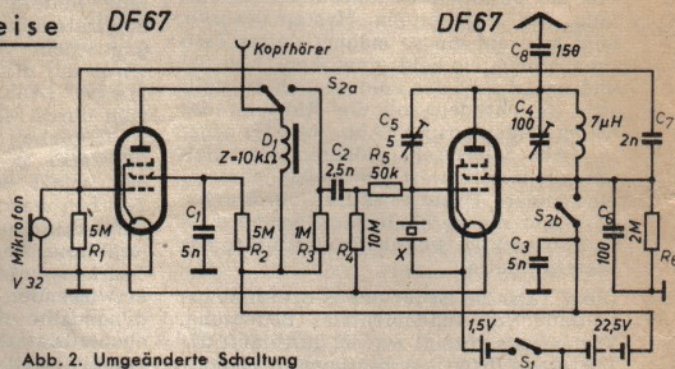 eise
DF67
DF67
Kopfhörer
S2a
C8
150
C4
100
7µH
C7
2n
C5
5
D1
Z=10kΩ
C2
2,5n
R5
50k
Mikrofon
V 32
5M
R1
C1
5n
5M
R2
1M
R3
10M
R4
X
S2b
C3
5n
C6
100
2M
R6
1,5V
S1
22,5V
Abb. 2. Umgeänderte Schaltung